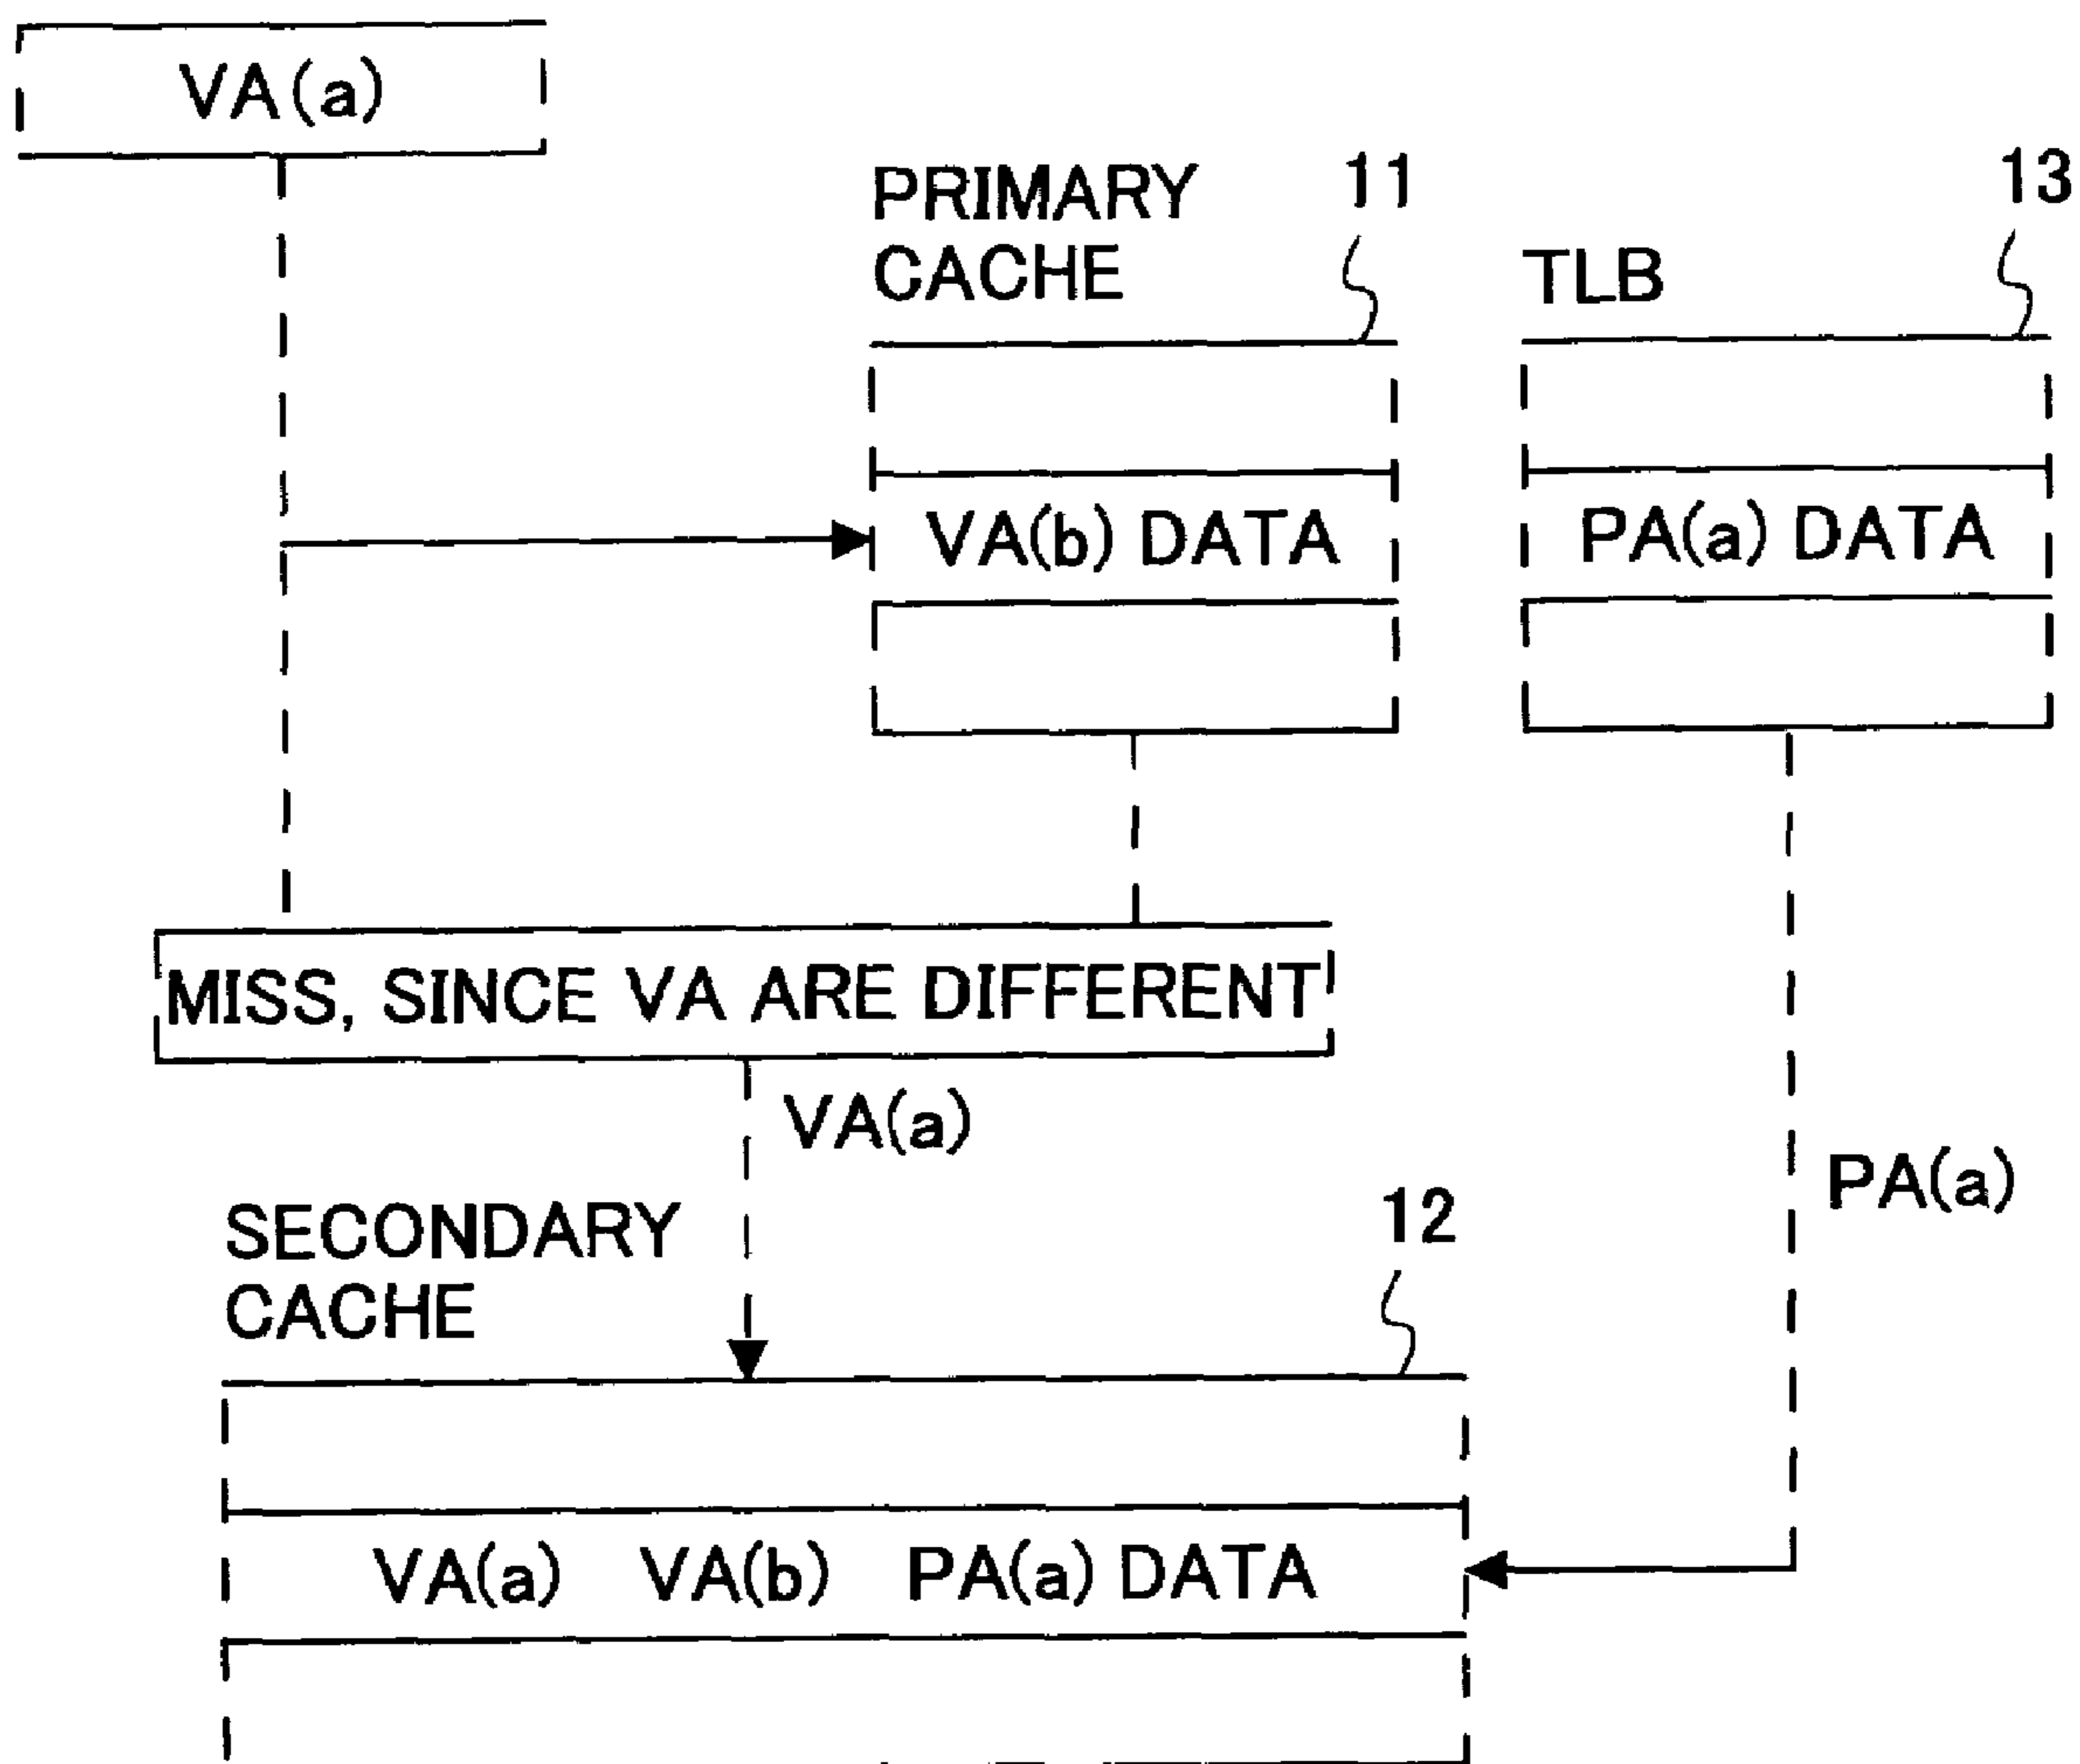 VA(a)
PRIMARY
CACHE
11
TLB
13
VA(b) DATA
PA(a) DATA
MISS, SINCE VA ARE DIFFERENT
VA(a)
PA(a)
SECONDARY
CACHE
12
VA(a) VA(b) PA(a) DATA